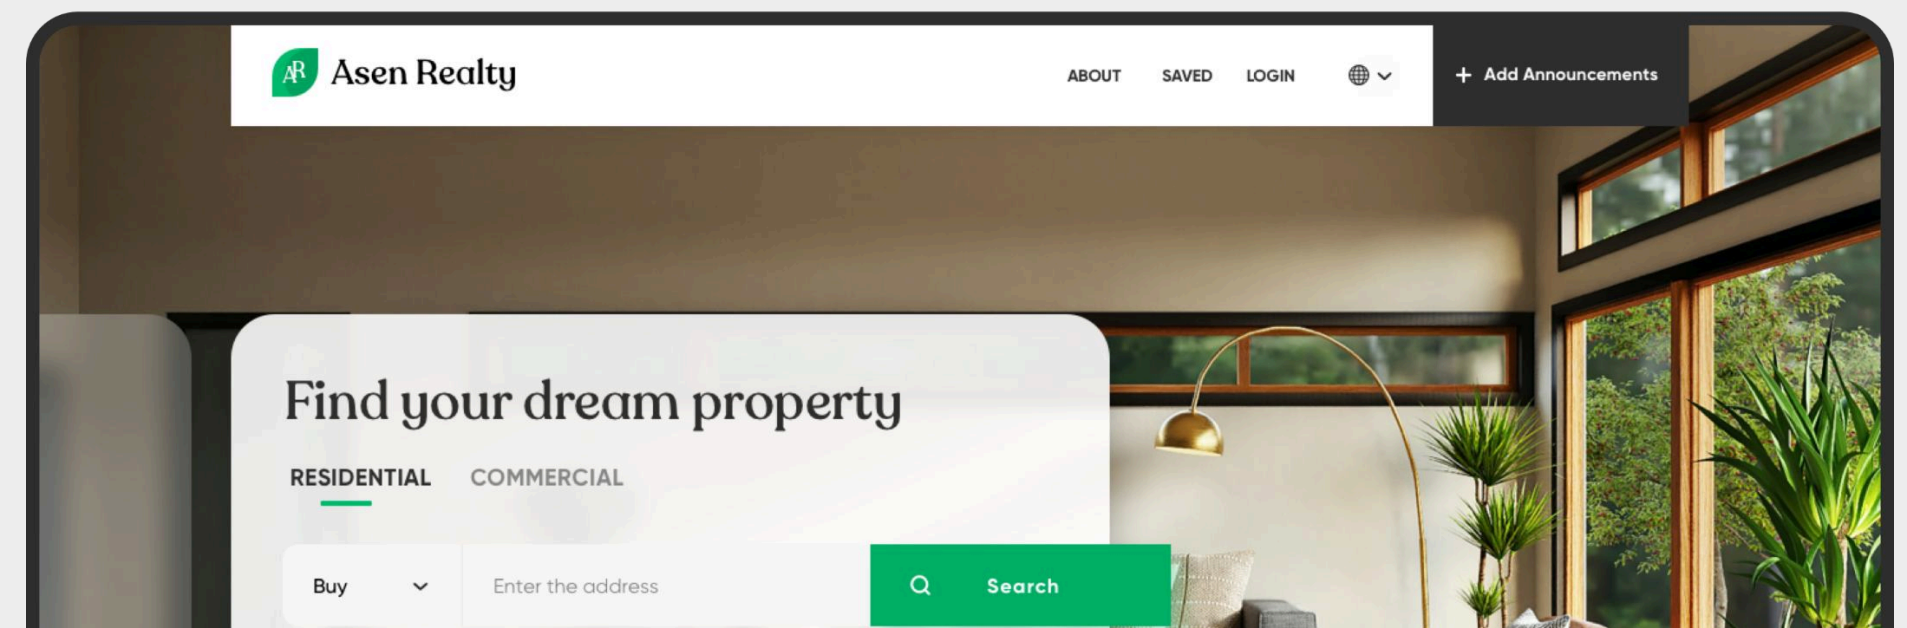 AR Asen Realty
ABOUT SAVED LOGIN
+ Add Announcements
Find your dream property
RESIDENTIAL COMMERCIAL
Buy
Enter the address
Search